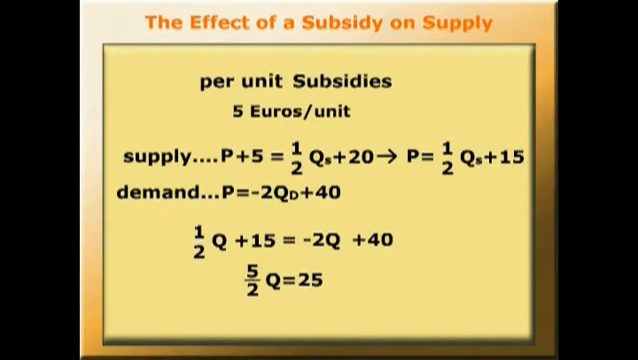 The Effect of a Subsidy on Supply
per unit Subsidies
5 Euros/unit
supply....P+5 = 1/2 Qs+20→ P= 1/2 Qs+15
demand...P=-2QD+40
1/2 Q +15 = -2Q +40
5/2 Q=25